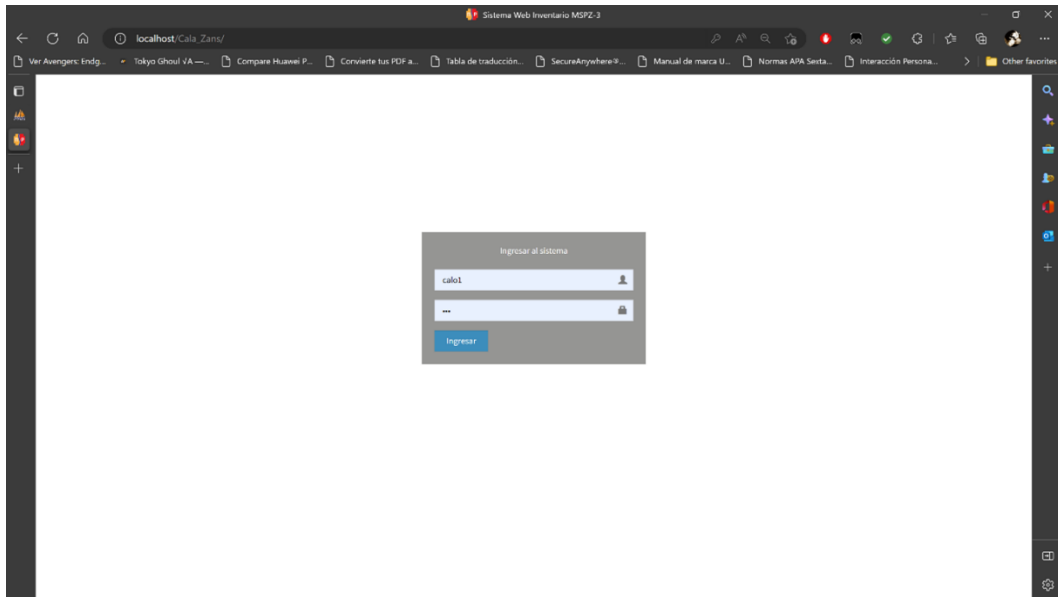 Sistema Web Inventario MSPZ-3
localhost/Cala_Zans/
Ver Avengers: Endg... Tokyo Ghoul √A —... Compare Huawei P... Convierte tus PDF a... Tabla de traducción... SecureAnywhere®... Manual de marca U... Normas APA Sexta... Interacción Persona... Other favorites
Ingresar al sistema
calo1
Ingresar